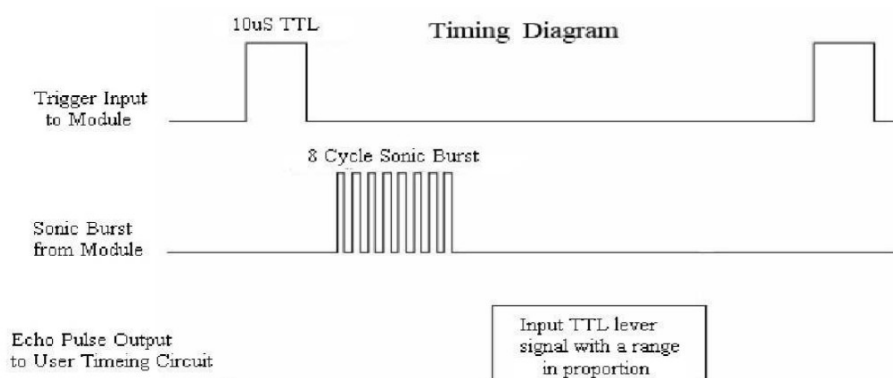 10uS TTL
Timing Diagram
Trigger Input
to Module
8 Cycle Sonic Burst
Sonic Burst
from Module
Echo Pulse Output
to User Timeing Circuit
Input TTL lever
signal with a range
in proportion